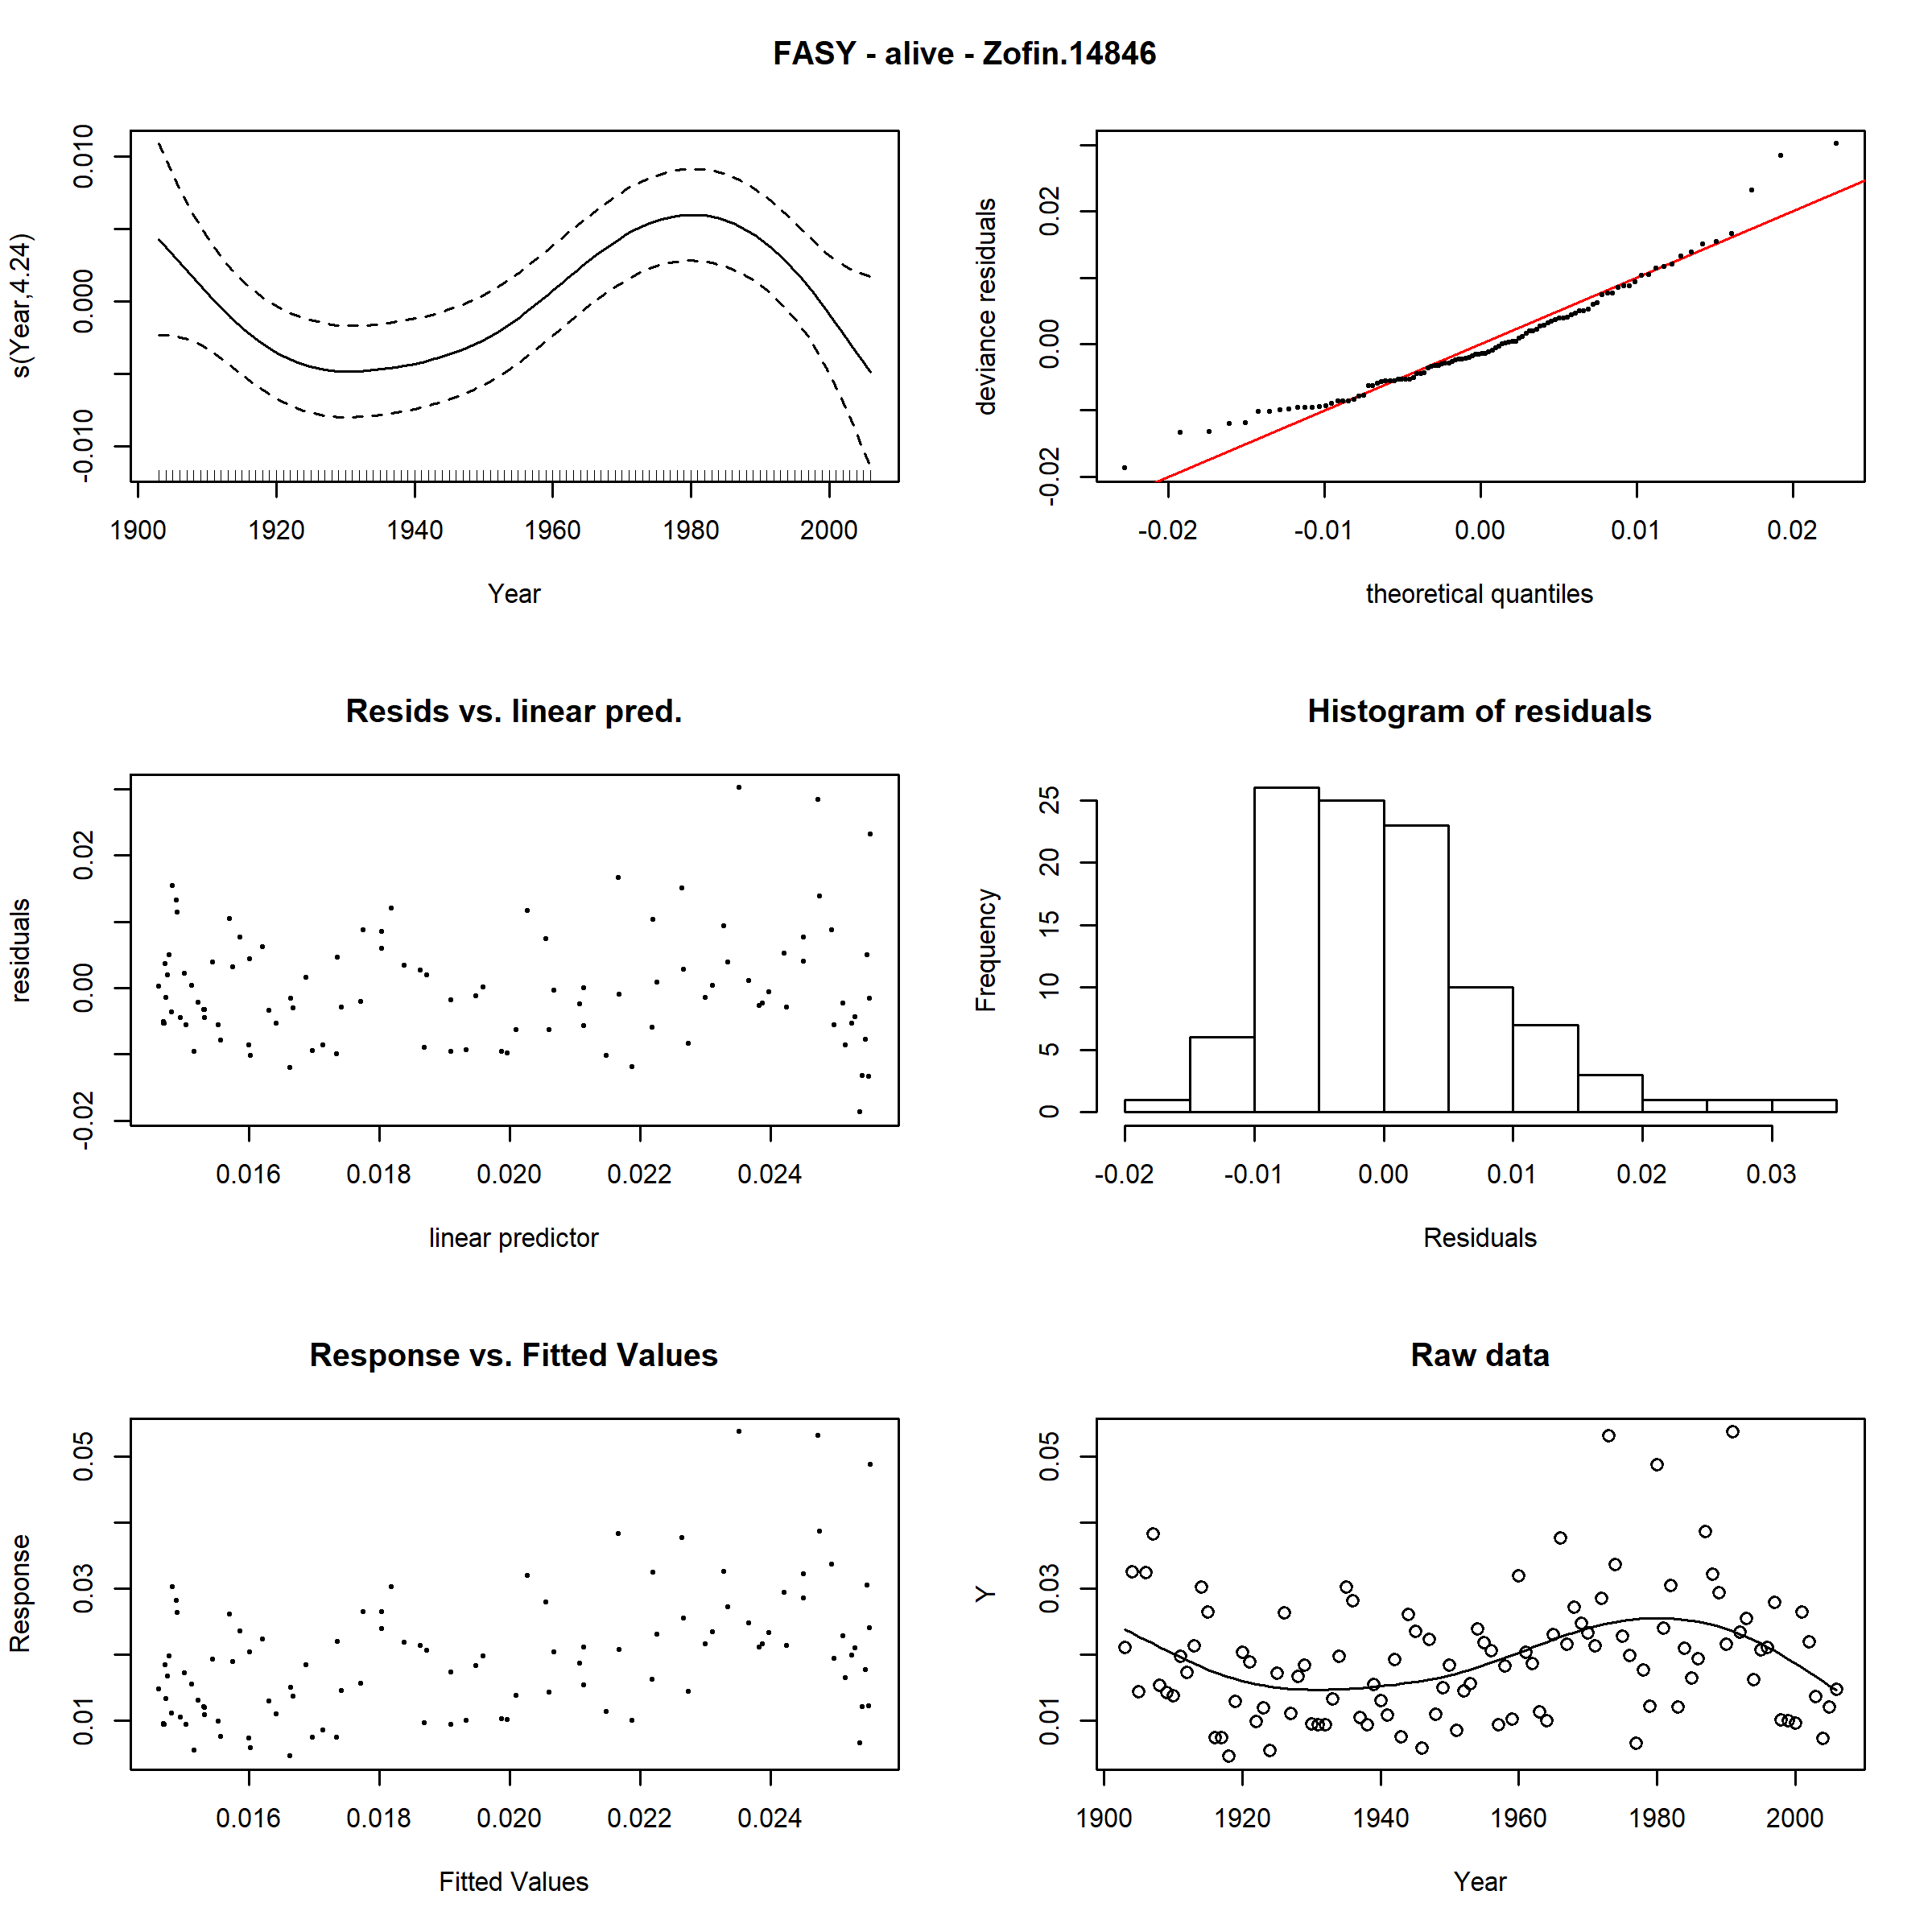 FASY - alive - Zofin.14846
s(Year,4.24)
-0.010 0.000 0.010
1900 1920 1940 1960 1980 2000
Year
deviance residuals
-0.02 0.00 0.02
-0.02 -0.01 0.00 0.01 0.02
theoretical quantiles
Resids vs. linear pred.
residuals
-0.02 0.00 0.02
0.016 0.018 0.020 0.022 0.024
linear predictor
Histogram of residuals
Frequency
0 5 10 15 20 25
-0.02 -0.01 0.00 0.01 0.02 0.03
Residuals
Response vs. Fitted Values
Response
0.01 0.03 0.05
0.016 0.018 0.020 0.022 0.024
Fitted Values
Raw data
Y
0.01 0.03 0.05
1900 1920 1940 1960 1980 2000
Year